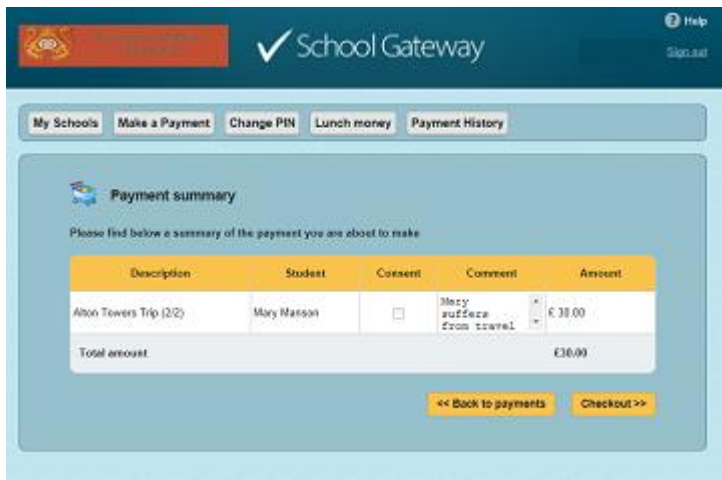 Help
School Gateway
Sign out
My Schools Make a Payment Change PIN Lunch money Payment History
Payment summary
Please find below a summary of the payment you are about to make
Description Student Consent Comment Amount
Alton Towers Trip (2/2) Mary Manson Mary suffers from travel £ 30.00
Total amount £30.00
<< Back to payments Checkout >>